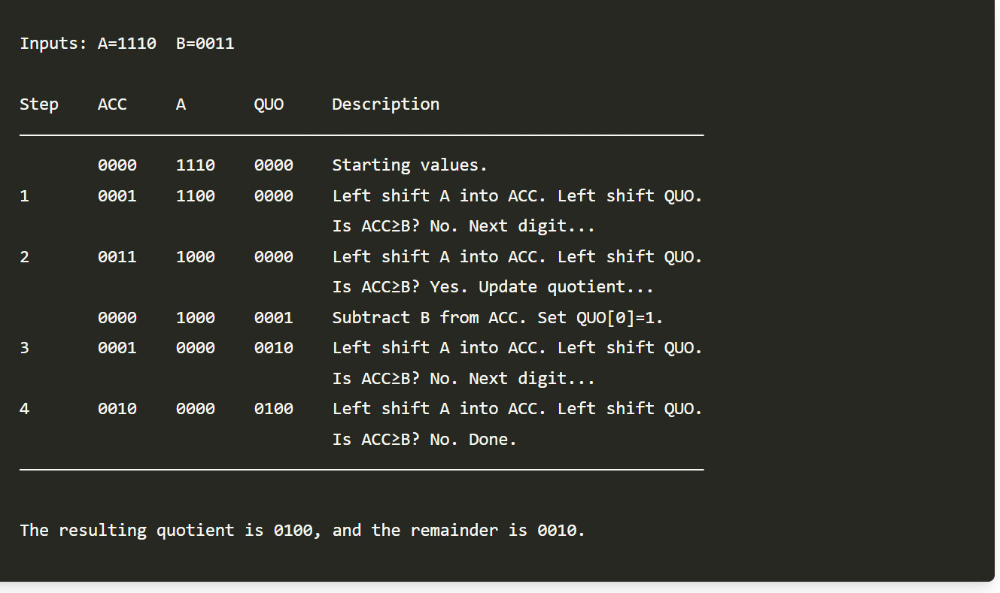 Inputs: A=1110  B=0011
Step    ACC     A       QUO     Description
        0000    1110    0000    Starting values.
1       0001    1100    0000    Left shift A into ACC. Left shift QUO.
                                Is ACC≥B? No. Next digit...
2       0011    1000    0000    Left shift A into ACC. Left shift QUO.
                                Is ACC≥B? Yes. Update quotient...
        0000    1000    0001    Subtract B from ACC. Set QUO[0]=1.
3       0001    0000    0010    Left shift A into ACC. Left shift QUO.
                                Is ACC≥B? No. Next digit...
4       0010    0000    0100    Left shift A into ACC. Left shift QUO.
                                Is ACC≥B? No. Done.
The resulting quotient is 0100, and the remainder is 0010.